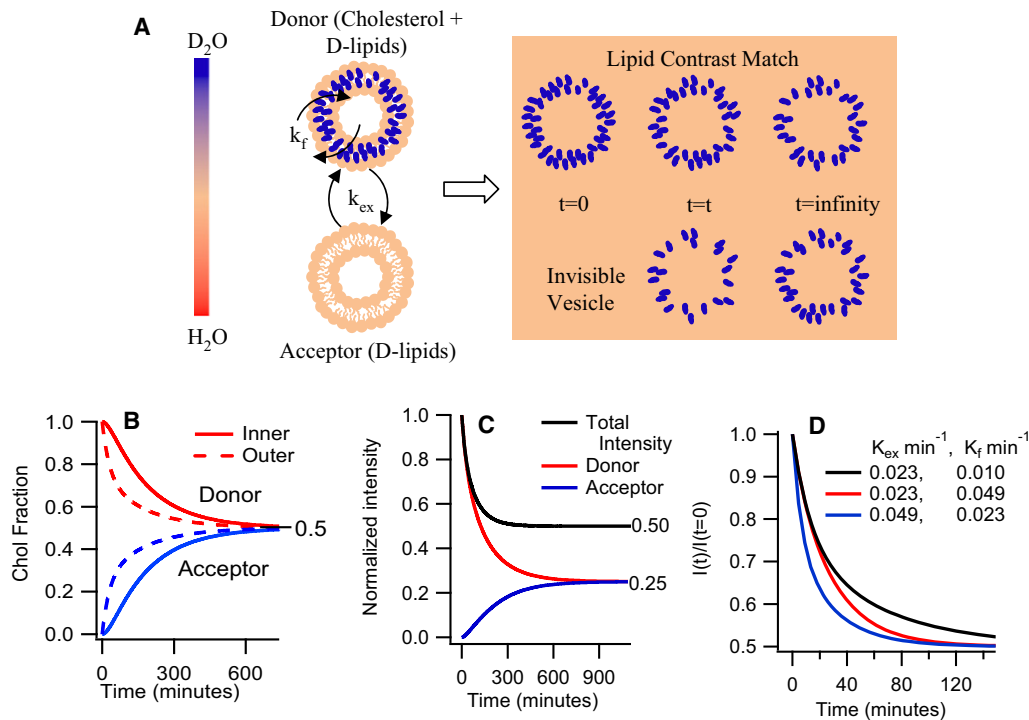 A
D₂O
H₂O
Donor (Cholesterol +
D-lipids)
k_f
k_ex
Acceptor (D-lipids)
Lipid Contrast Match
t=0
t=t
t=infinity
Invisible
Vesicle
B
Chol Fraction
1.0
0.8
0.6
0.4
0.2
0.0
Inner
Outer
Donor
0.5
Acceptor
0
300
600
Time (minutes)
C
Normalized intensity
1.0
0.8
0.6
0.4
0.2
0.0
Total
Intensity
Donor
Acceptor
0.50
0.25
0
300
600
900
Time (minutes)
D
K_ex min⁻¹, K_f min⁻¹
0.023, 0.010
0.023, 0.049
0.049, 0.023
I(t)/I(t=0)
1.0
0.9
0.8
0.7
0.6
0.5
0
40
80
120
Time (minutes)